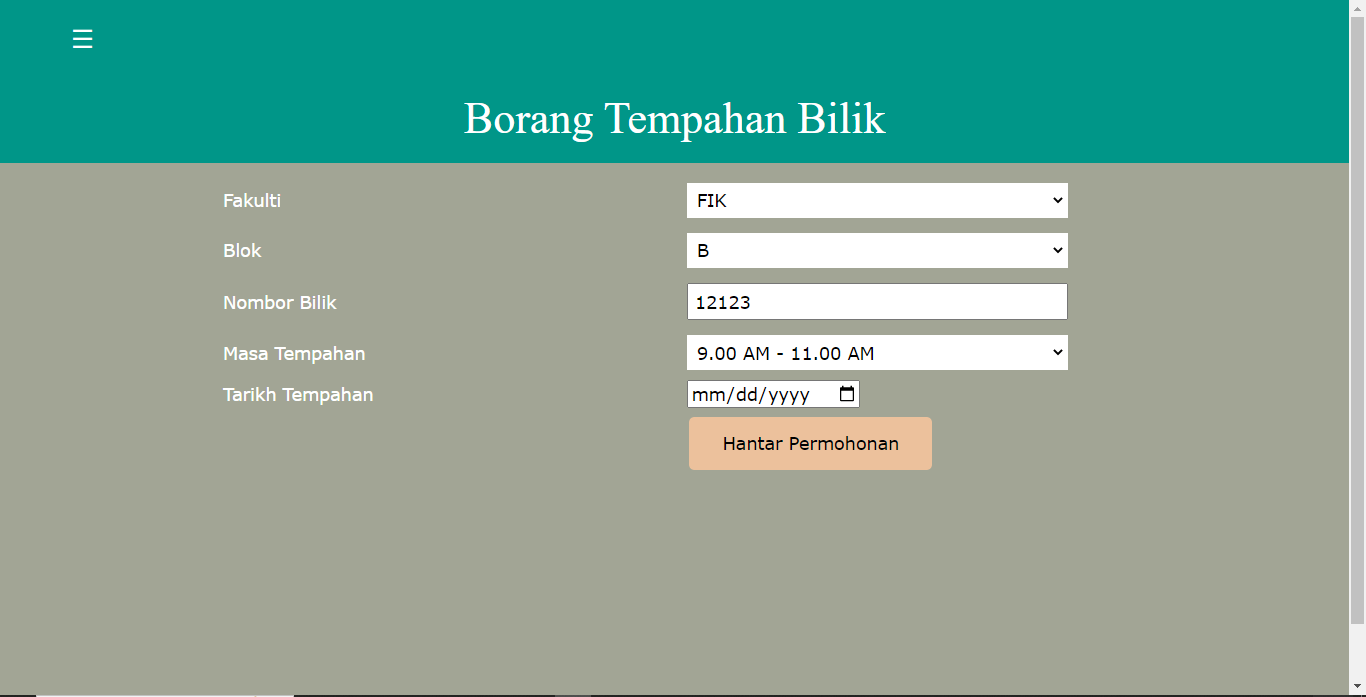 ☰
Borang Tempahan Bilik
Fakulti FIK
Blok B
Nombor Bilik 12123
Masa Tempahan 9.00 AM - 11.00 AM
Tarikh Tempahan mm/dd/yyyy
Hantar Permohonan